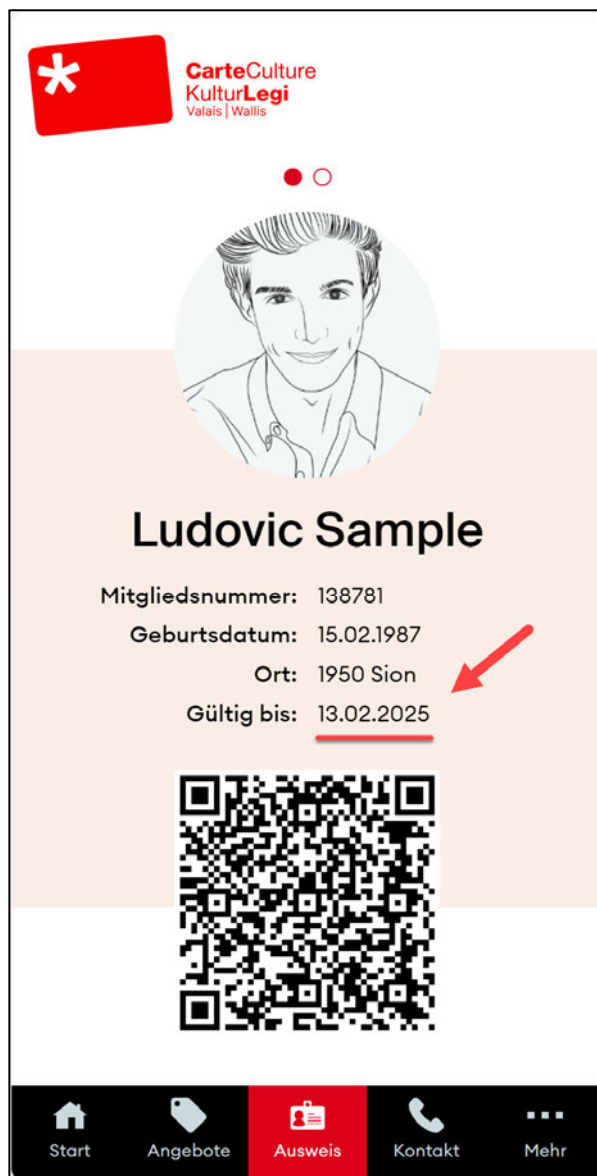 CarteCulture
KulturLegi
Valais | Wallis
Ludovic Sample
Mitgliedsnummer: 138781
Geburtsdatum: 15.02.1987
Ort: 1950 Sion
Gültig bis: 13.02.2025
Start Angebote Ausweis Kontakt Mehr